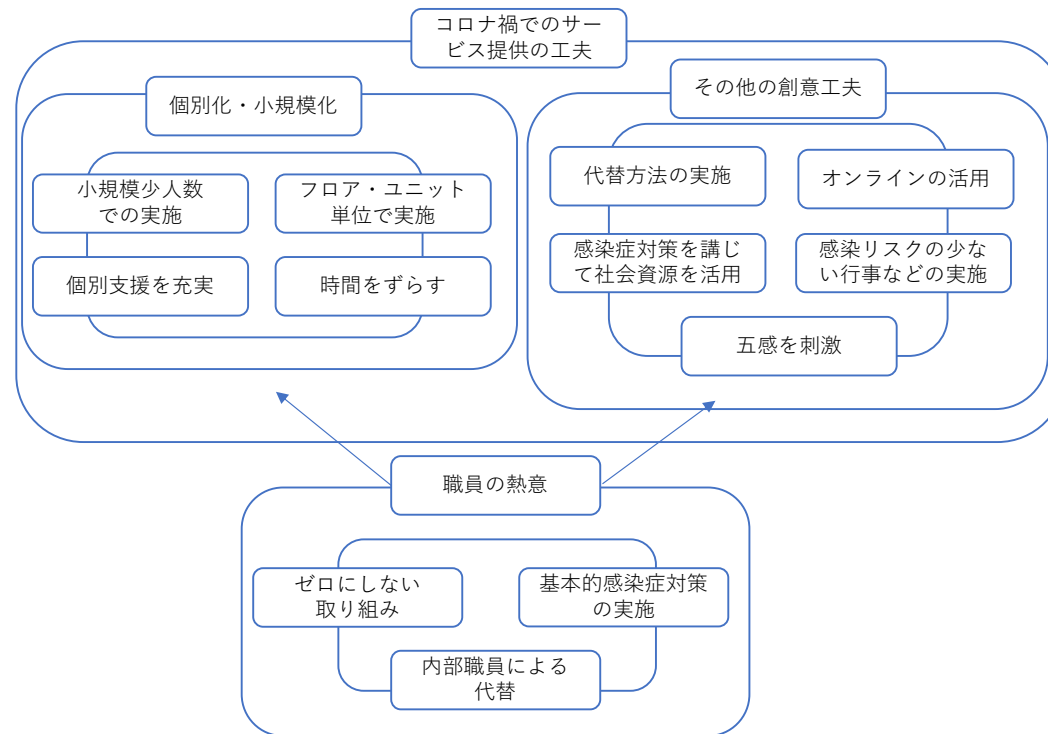 コロナ禍でのサー
ビス提供の工夫
個別化・小規模化
小規模少人数
での実施
フロア・ユニット
単位で実施
個別支援を充実
時間をずらす
その他の創意工夫
代替方法の実施
オンラインの活用
感染症対策を講じ
て社会資源を活用
感染リスクの少な
い行事などの実施
五感を刺激
職員の熱意
ゼロにしない
取り組み
基本的感染症対策
の実施
内部職員による
代替